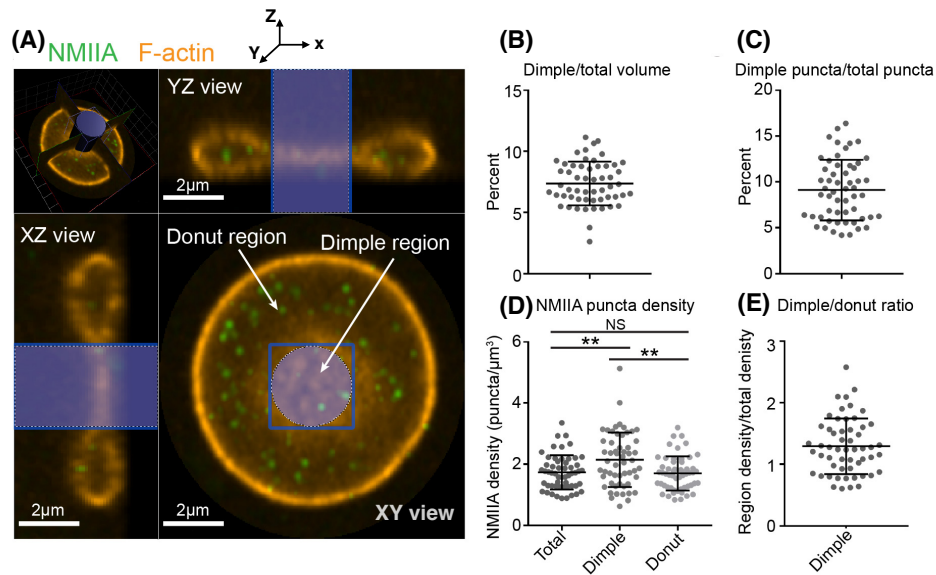 (A) NMIIA F-actin
Z
Y x
YZ view
2µm
XZ view
2µm
Donut region
Dimple region
2µm
XY view
(B)
Dimple/total volume
Percent
15
10
5
0
(C)
Dimple puncta/total puncta
Percent
20
15
10
5
0
(D) NMIIA puncta density
NS
** **
NMIIA density (puncta/µm³)
6
4
2
0
Total Dimple Donut
(E) Dimple/donut ratio
Region density/total denisty
3
2
1
0
Dimple